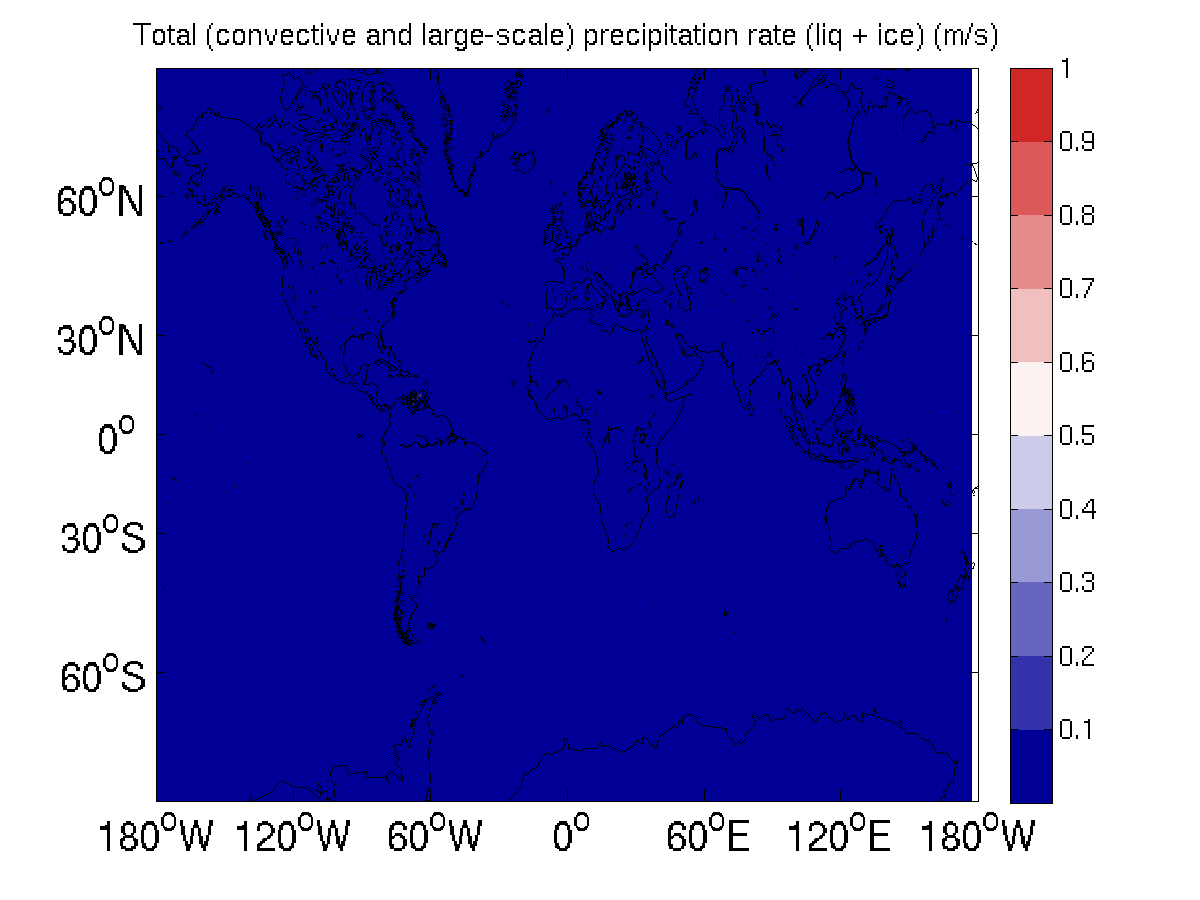 Total (convective and large-scale) precipitation rate (liq + ice) (m/s)
1
0.9
0.8
0.7
0.6
0.5
0.4
0.3
0.2
0.1
60°N
30°N
0°
30°S
60°S
180°W 120°W 60°W 0° 60°E 120°E 180°W